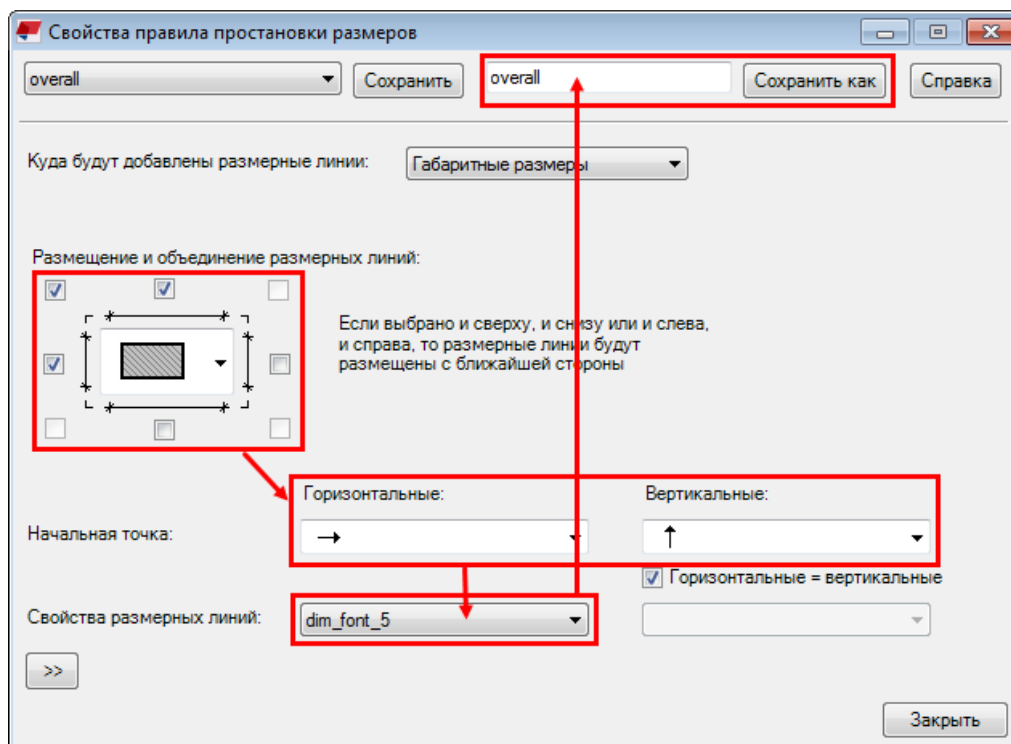 Свойства правила простановки размеров
overall Сохранить overall Сохранить как Справка
Куда будут добавлены размерные линии: Габаритные размеры
Размещение и объединение размерных линий:
Если выбрано и сверху, и снизу или и слева,
и справа, то размерные линии будут
размещены с ближайшей стороны
Горизонтальные: Вертикальные:
Начальная точка:
Горизонтальные = вертикальные
Свойства размерных линий: dim_font_5
>>
Закрыть